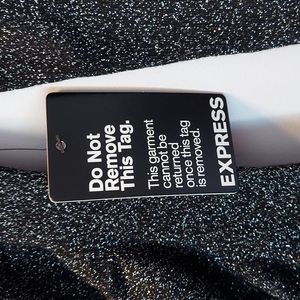 Do Not
Remove
This Tag.
This garment
cannot be
returned
once this tag
is removed.
EXPRESS